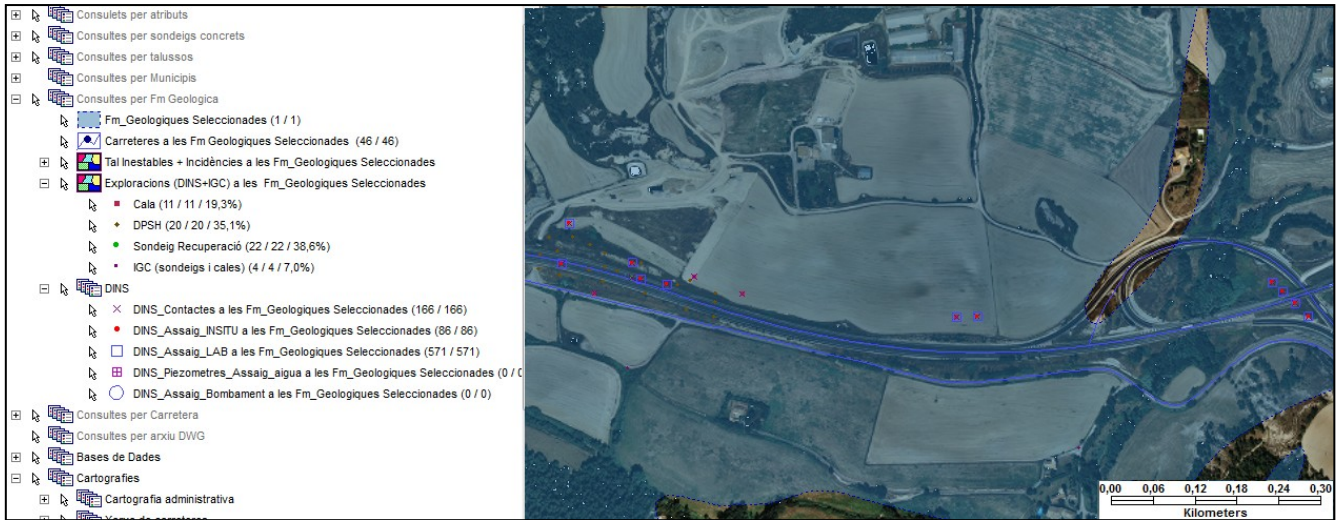 Consulets per atributs
Consultes per sondeigs concrets
Consultes per talussos
Consultes per Municipis
Consultes per Fm Geologica
Fm_Geologiques Seleccionades (1 / 1)
Carreteres a les Fm Geologiques Seleccionades (46 / 46)
Tal Inestables + Incidències a les Fm_Geologiques Seleccionades
Exploracions (DINS+IGC) a les Fm_Geologiques Seleccionades
Cala (11 / 11 / 19,3%)
DPSH (20 / 20 / 35,1%)
Sondeig Recuperació (22 / 22 / 38,6%)
IGC (sondeigs i cales) (4 / 4 / 7,0%)
DINS
DINS_Contactes a les Fm_Geologiques Seleccionades (166 / 166)
DINS_Assaig_INSITU a les Fm_Geologiques Seleccionades (86 / 86)
DINS_Assaig_LAB a les Fm_Geologiques Seleccionades (571 / 571)
DINS_Piezometres_Assaig_aigua a les Fm_Geologiques Seleccionades (0 /
DINS_Assaig_Bombament a les Fm_Geologiques Seleccionades (0 / 0)
Consultes per Carretera
Consultes per arxiu DWG
Bases de Dades
Cartografies
Cartografia administrativa
0,00 0,06 0,12 0,18 0,24 0,30
Kilometers